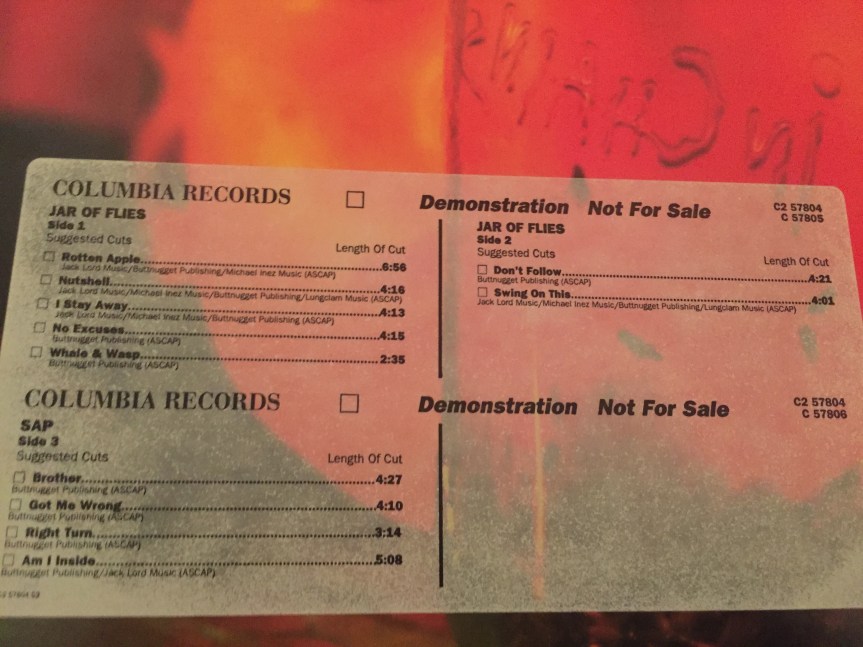 COLUMBIA RECORDS
Demonstration Not For Sale
C2 57804
C 57805
JAR OF FLIES
Side 1
Suggested Cuts
Length Of Cut
Rotten Apple 6:56
Jack Lord Music/Buttnugget Publishing/Michael Inez Music (ASCAP)
Nutshell 4:16
Jack Lord Music/Michael Inez Music/Buttnugget Publishing/Lungclam Music (ASCAP)
I Stay Away 4:13
Jack Lord Music/Michael Inez Music/Buttnugget Publishing (ASCAP)
No Excuses 4:15
Buttnugget Publishing (ASCAP)
Whale & Wasp 2:35
Buttnugget Publishing (ASCAP)
JAR OF FLIES
Side 2
Suggested Cuts
Length Of Cut
Don't Follow 4:21
Buttnugget Publishing (ASCAP)
Swing On This 4:01
Jack Lord Music/Michael Inez Music/Buttnugget Publishing/Lungclam Music (ASCAP)
COLUMBIA RECORDS
Demonstration Not For Sale
C2 57804
C 57806
SAP
Side 3
Suggested Cuts
Length Of Cut
Brother 4:27
Buttnugget Publishing (ASCAP)
Got Me Wrong 4:10
Buttnugget Publishing (ASCAP)
Right Turn 3:14
Buttnugget Publishing (ASCAP)
Am I Inside 5:08
Buttnugget Publishing/Jack Lord Music (ASCAP)